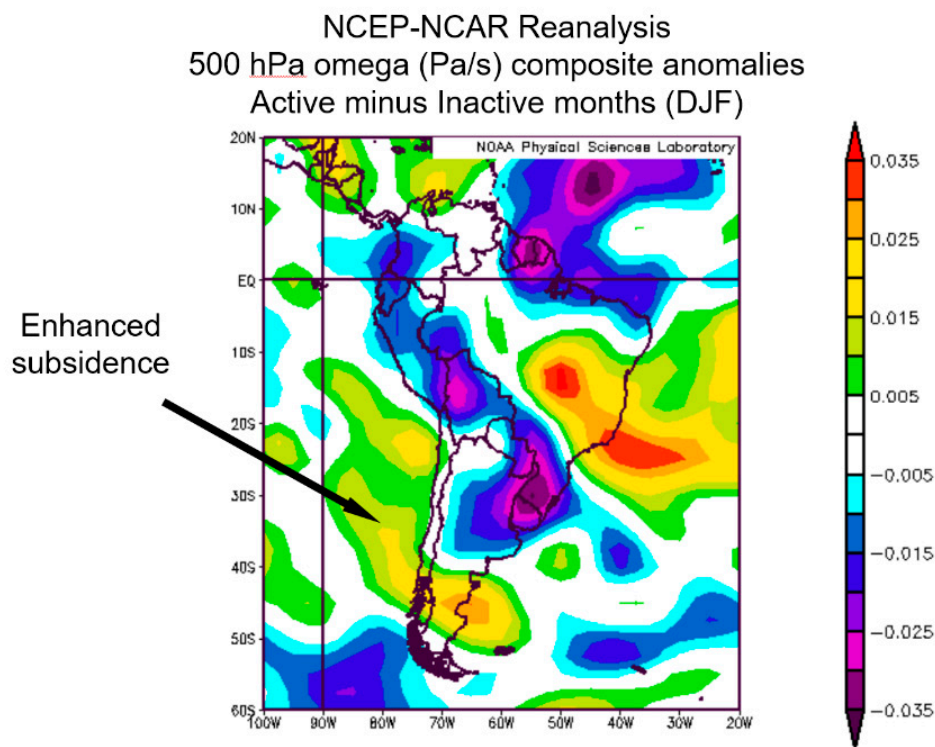 NCEP-NCAR Reanalysis
500 hPa omega (Pa/s) composite anomalies
Active minus Inactive months (DJF)
NOAA Physical Sciences Laboratory
20N
10N
EQ
10S
20S
30S
40S
50S
60S
100W 90W 80W 70W 60W 50W 40W 30W 20W
Enhanced
subsidence
0.035
0.025
0.015
0.005
-0.005
-0.015
-0.025
-0.035